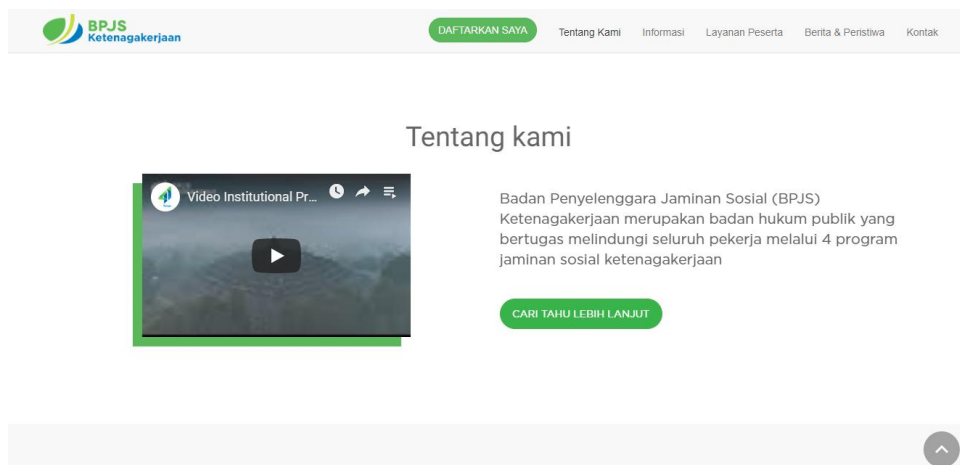 BPJS
Ketenagakerjaan
DAFTARKAN SAYA
Tentang Kami
Informasi
Layanan Peserta
Berita & Peristiwa
Kontak
Tentang kami
Video Institutional Pr...
Badan Penyelenggara Jaminan Sosial (BPJS)
Ketenagakerjaan merupakan badan hukum publik yang
bertugas melindungi seluruh pekerja melalui 4 program
jaminan sosial ketenagakerjaan
CARI TAHU LEBIH LANJUT